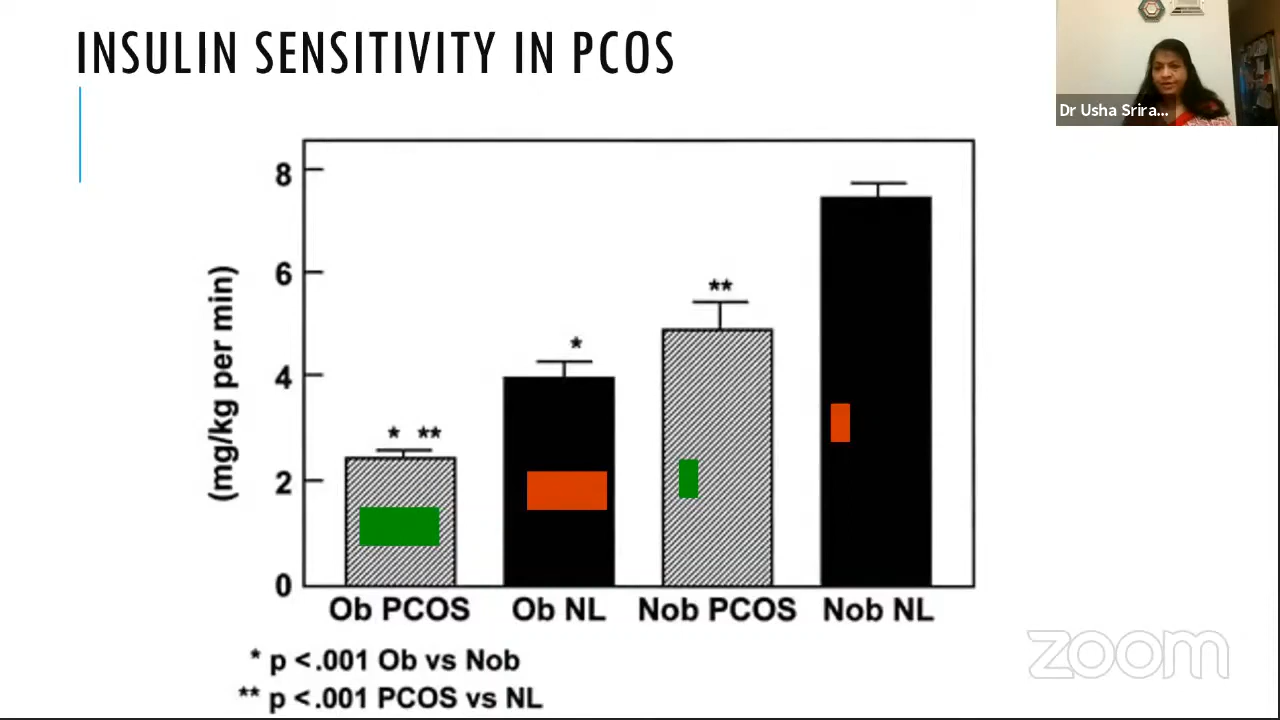 INSULIN SENSITIVITY IN PCOS
Dr Usha Srira...
(mg/kg per min)
8
6
4
2
0
* **
*
**
Ob PCOS Ob NL Nob PCOS Nob NL
* p <.001 Ob vs Nob
** p <.001 PCOS vs NL
zoom